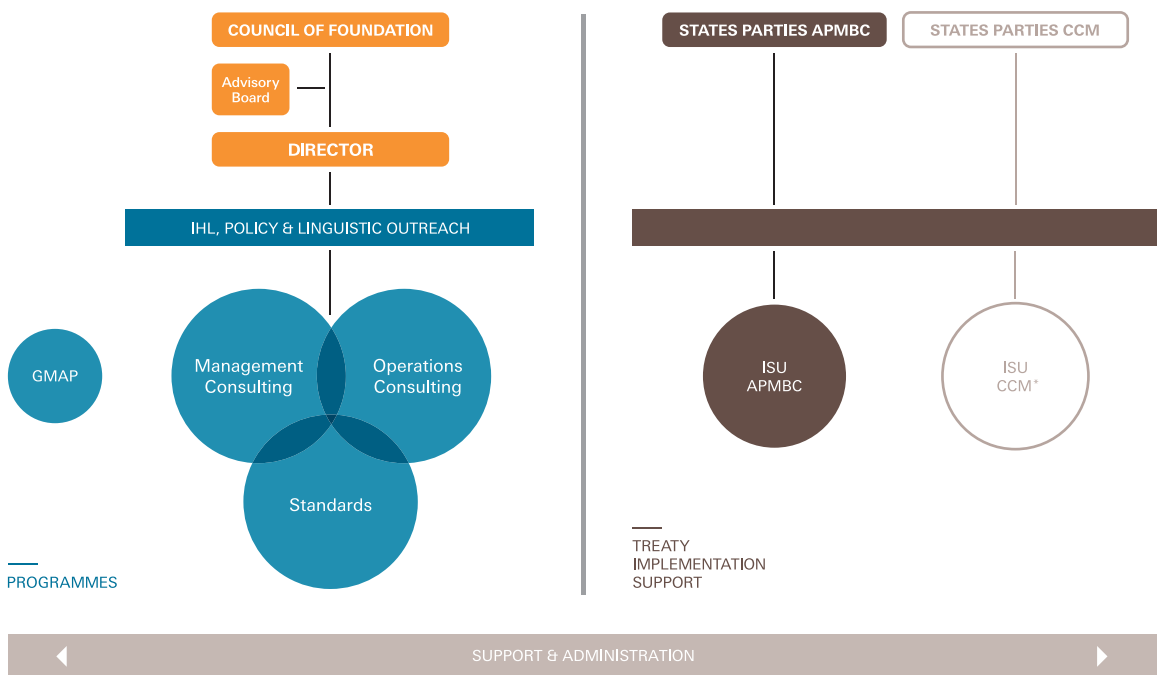 COUNCIL OF FOUNDATION
Advisory
Board
DIRECTOR
IHL, POLICY & LINGUISTIC OUTREACH
GMAP
Management
Consulting
Operations
Consulting
Standards
PROGRAMMES
STATES PARTIES APMBC
STATES PARTIES CCM
ISU
APMBC
ISU
CCM*
TREATY
IMPLEMENTATION
SUPPORT
SUPPORT & ADMINISTRATION